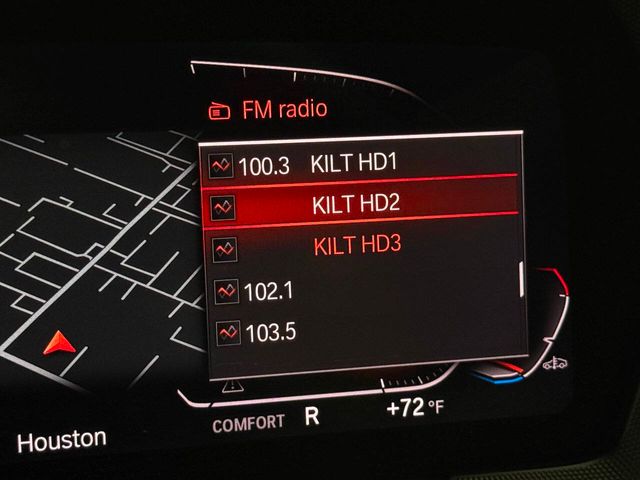 FM radio
100.3 KILT HD1
KILT HD2
KILT HD3
102.1
103.5
COMFORT R +72 °F
Houston